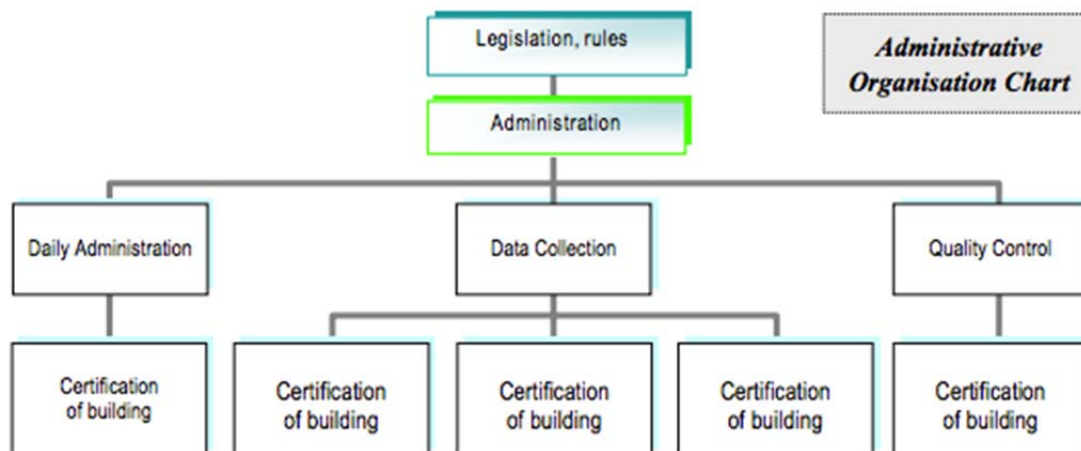 Legislation, rules
Administrative
Organisation Chart
Administration
Daily Administration
Data Collection
Quality Control
Certification
of building
Certification
of building
Certification
of building
Certification
of building
Certification
of building